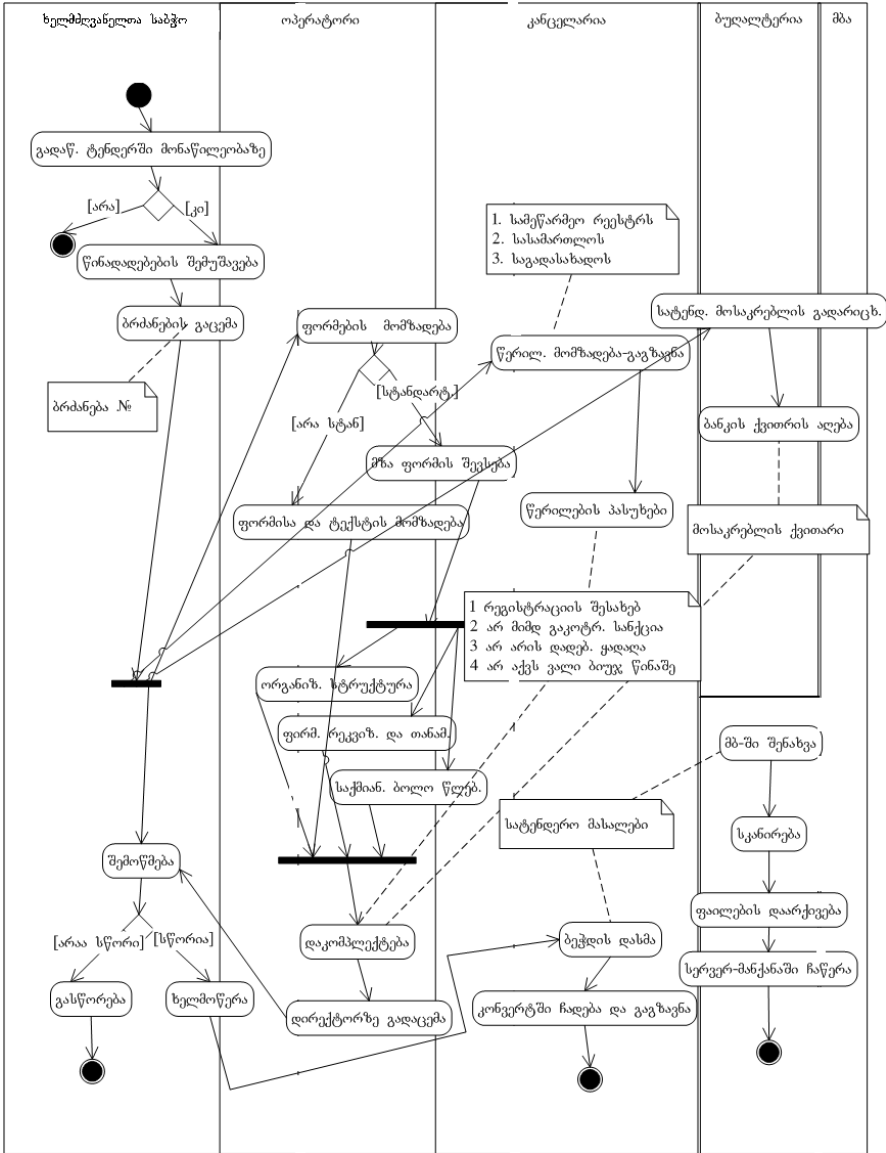 ხელმძღვანელთა საბჭო
ოპერატორი
კანცელარია
ბუღალტერია
მბა
გადაწ. ტენდერში მონაწილეობაზე
[არა]
[კი]
წინადადებების შემუშავება
ბრძანების გაცემა
ბრძანება №
ფორმების მომზადება
[სტანდარტ.]
[არა სტან]
მზა ფორმის შევსება
ფორმისა და ტექსტის მომზადება
1. სამეწარმეო რეესტრს
2. სასამართლოს
3. საგადასახადოს
წერილ. მომზადება-გაგზავნა
სატენდ. მოსაკრებლის გადარიცხ.
ბანკის ქვითრის აღება
წერილების პასუხები
მოსაკრებლის ქვითარი
1 რეგისტრაციის შესახებ
2 არ მიმდ გაკოტრ. სანქცია
3 არ არის დადებ. ყადაღა
4 არ აქვს ვალი ბიუჯ წინაშე
ორგანიზ. სტრუქტურა
ფირმ. რეკვიზ. და თანამ.
საქმიან. ბოლო წლებ.
მბ-ში შენახვა
სატენდერო მასალები
სკანირება
შემოწმება
ფაილების დაარქივება
[არაა სწორი]
[სწორია]
დაკომპლექტება
ბეჭდის დასმა
სერვერ-მანქანაში ჩაწერა
გასწორება
ხელმოწერა
დირექტორზე გადაცემა
კონვერტში ჩადება და გაგზავნა